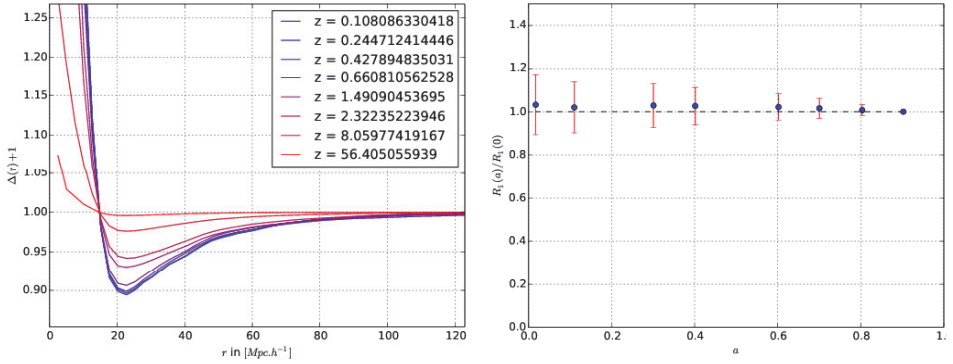 1.25
1.20
1.15
1.10
1.05
1.00
0.95
0.90
Δ(r)+1
z = 0.108086330418
z = 0.244712414446
z = 0.427894835031
z = 0.660810562528
z = 1.49090453695
z = 2.32235223946
z = 8.05977419167
z = 56.405055939
0 20 40 60 80 100 120
r in [Mpc.h⁻¹]
1.4
1.2
1.0
0.8
0.6
0.4
0.2
0.0
R₁(a)/R₁(0)
0.0 0.2 0.4 0.6 0.8 1.
a